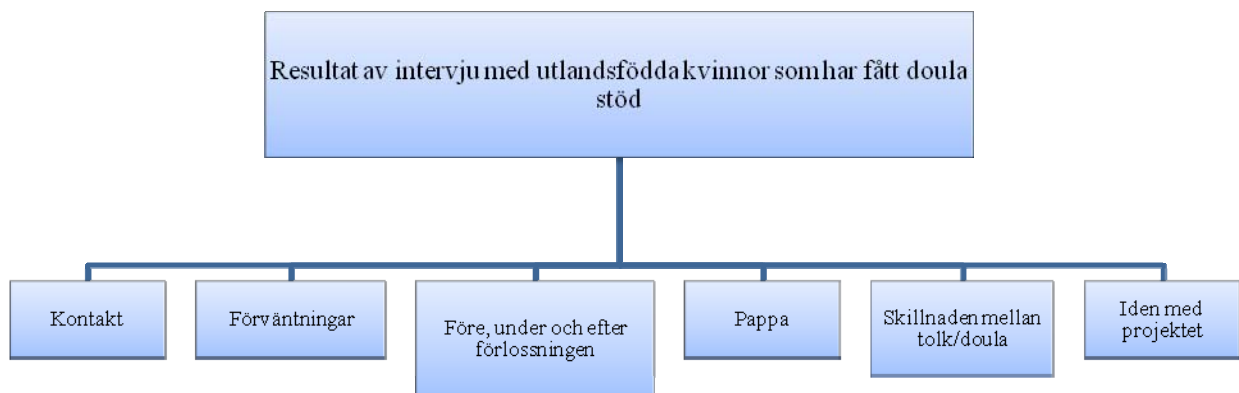 Resultat av intervju med utlandsfödda kvinnor som har fått doula
stöd
Kontakt
Förväntningar
Före, under och efter
förlossningen
Pappa
Skillnaden mellan
tolk/doula
Iden med
projektet